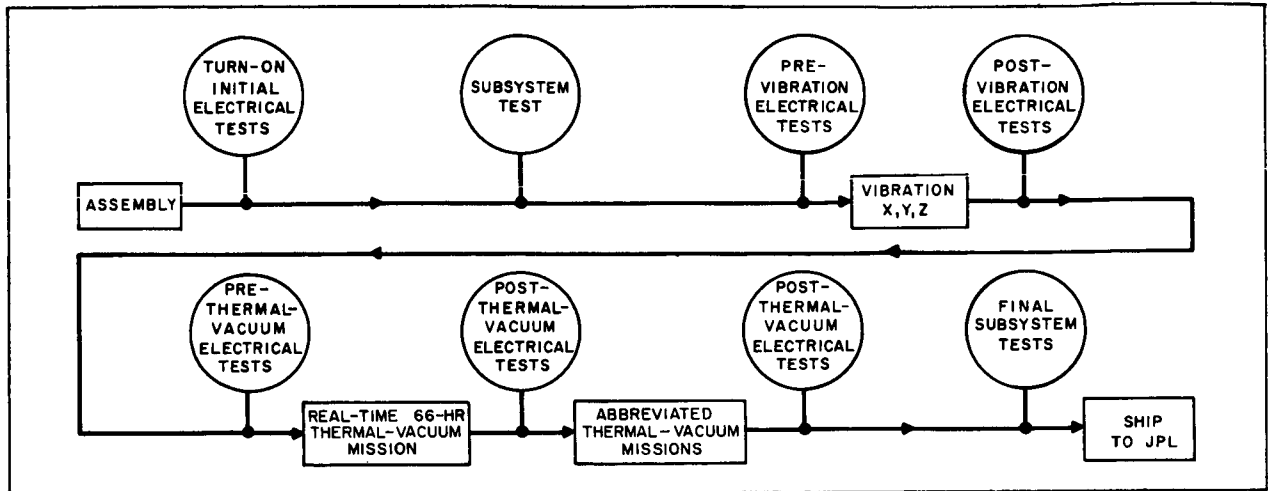 TURN-ON
INITIAL
ELECTRICAL
TESTS
SUBSYSTEM
TEST
PRE-
VIBRATION
ELECTRICAL
TESTS
POST-
VIBRATION
ELECTRICAL
TESTS
ASSEMBLY
VIBRATION
X,Y,Z
PRE-
THERMAL-
VACUUM
ELECTRICAL
TESTS
POST-
THERMAL-
VACUUM
ELECTRICAL
TESTS
POST-
THERMAL-
VACUUM
ELECTRICAL
TESTS
FINAL
SUBSYSTEM
TESTS
REAL-TIME 66-HR
THERMAL-VACUUM
MISSION
ABBREVIATED
THERMAL-VACUUM
MISSIONS
SHIP
TO JPL